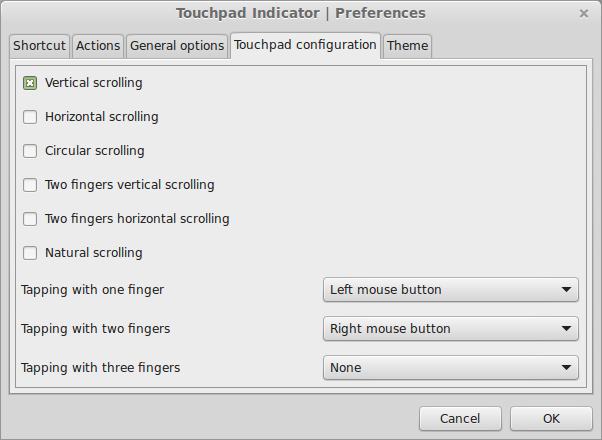 Touchpad Indicator | Preferences
Shortcut Actions General options Touchpad configuration Theme
Vertical scrolling
Horizontal scrolling
Circular scrolling
Two fingers vertical scrolling
Two fingers horizontal scrolling
Natural scrolling
Tapping with one finger Left mouse button
Tapping with two fingers Right mouse button
Tapping with three fingers None
Cancel OK